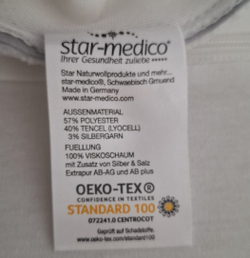 star-medico®
Ihrer Gesundheit zuliebe •••••
Star Naturwollprodukte und mehr...
star-medico®, Schwaebisch Gmuend
Made in Germany
www.star-medico.com
AUSSENMATERIAL
57% POLYESTER
40% TENCEL (LYOCELL)
3% SILBERGARN
FUELLUNG
100% VISKOSCHAUM
mit Zusatz von Silber & Salz
Extrapur AB-AG und AB plus
OEKO-TEX®
CONFIDENCE IN TEXTILES
STANDARD 100
072241.0 CENTROCOT
Geprüft auf Schadstoffe.
www.oeko-tex.com/standard100